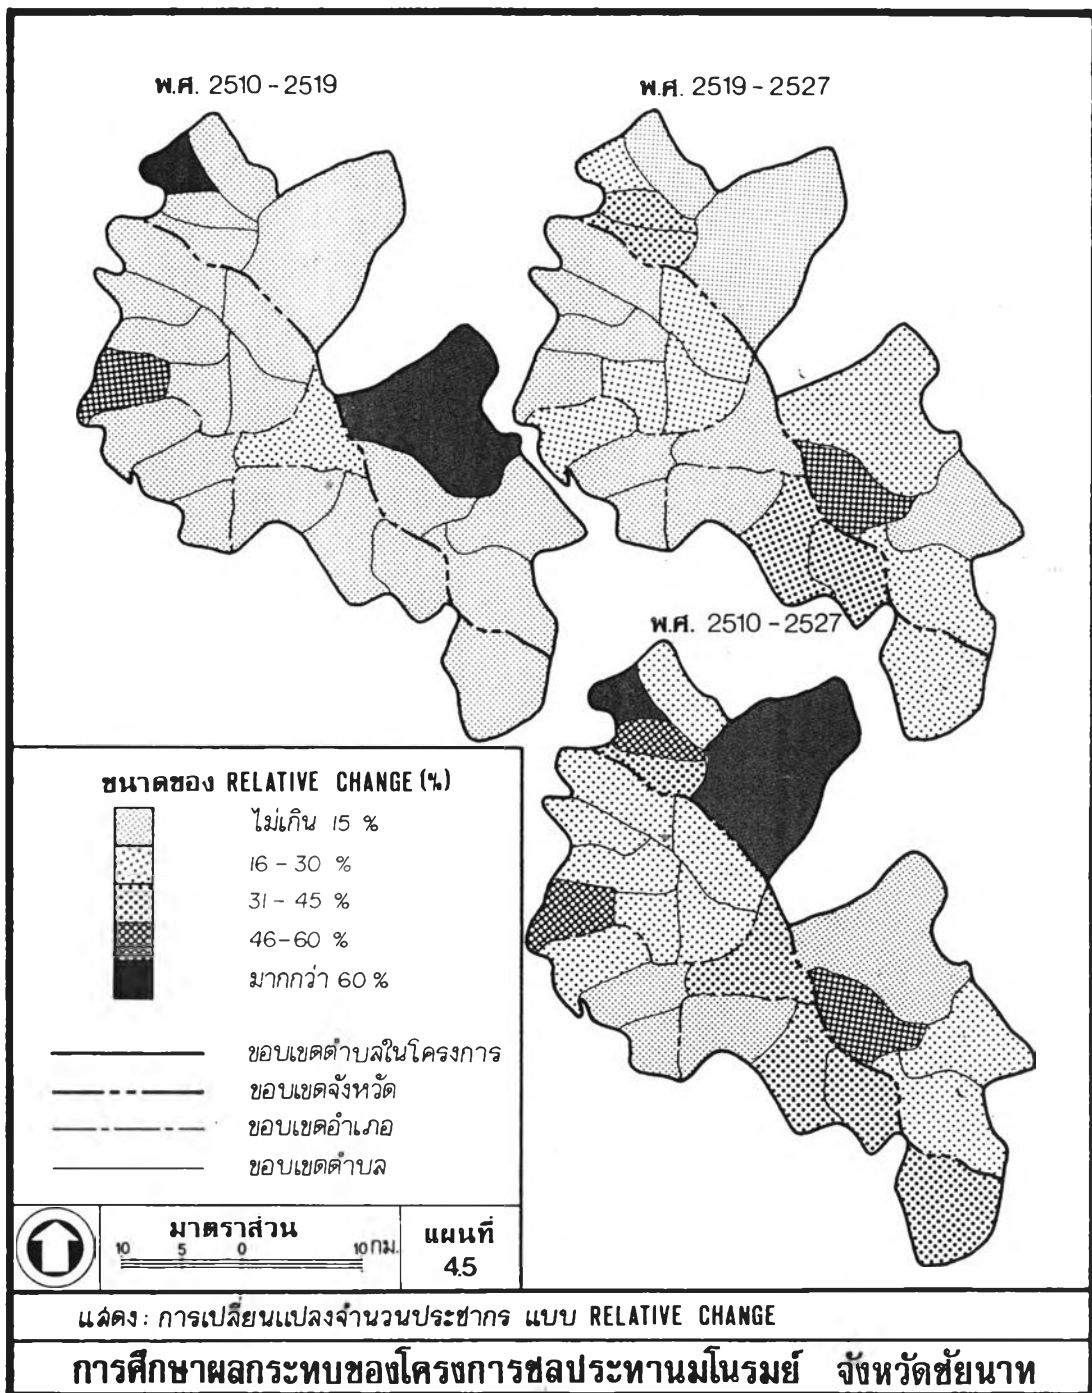 พ.ศ. 2510 - 2519
พ.ศ. 2519 - 2527
พ.ศ. 2510 - 2527
ขนาดของ RELATIVE CHANGE (%)
ไม่เกิน 15 %
16 - 30 %
31 - 45 %
46-60 %
มากกว่า 60 %
ขอบเขตตำบลในโครงการ
ขอบเขตจังหวัด
ขอบเขตอำเภอ
ขอบเขตตำบล
มาตราส่วน
10 5 0 10 กม.
แผนที่
4.5
แสดง : การเปลี่ยนแปลงจำนวนประชากร แบบ RELATIVE CHANGE
การศึกษาผลกระทบของโครงการชลประทานมโนรมย์ จังหวัดชัยนาท